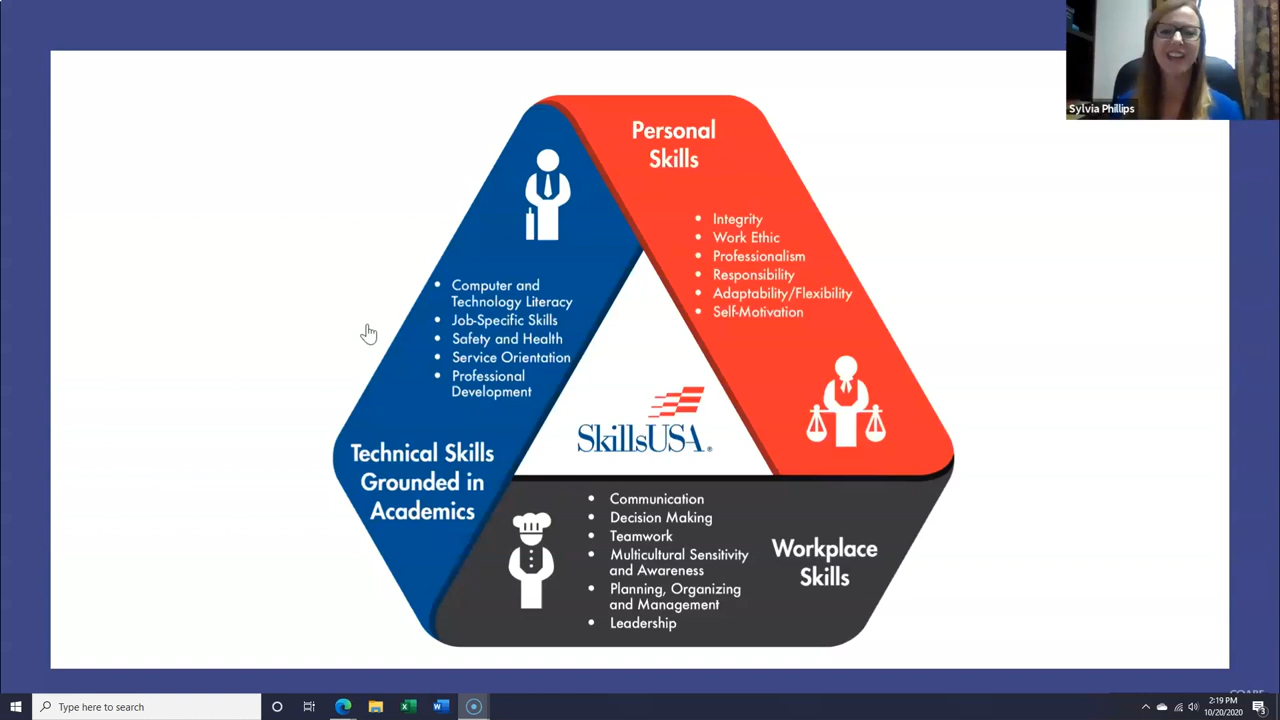 Sylvia Phillips
Personal
Skills
Integrity
Work Ethic
Professionalism
Responsibility
Adaptability/Flexibility
Self-Motivation
Computer and
Technology Literacy
Job-Specific Skills
Safety and Health
Service Orientation
Professional
Development
Technical Skills
Grounded in
Academics
SkillsUSA®
Communication
Decision Making
Teamwork
Multicultural Sensitivity
and Awareness
Planning, Organizing
and Management
Leadership
Workplace
Skills
Type here to search
2:19 PM
10/20/2020
3